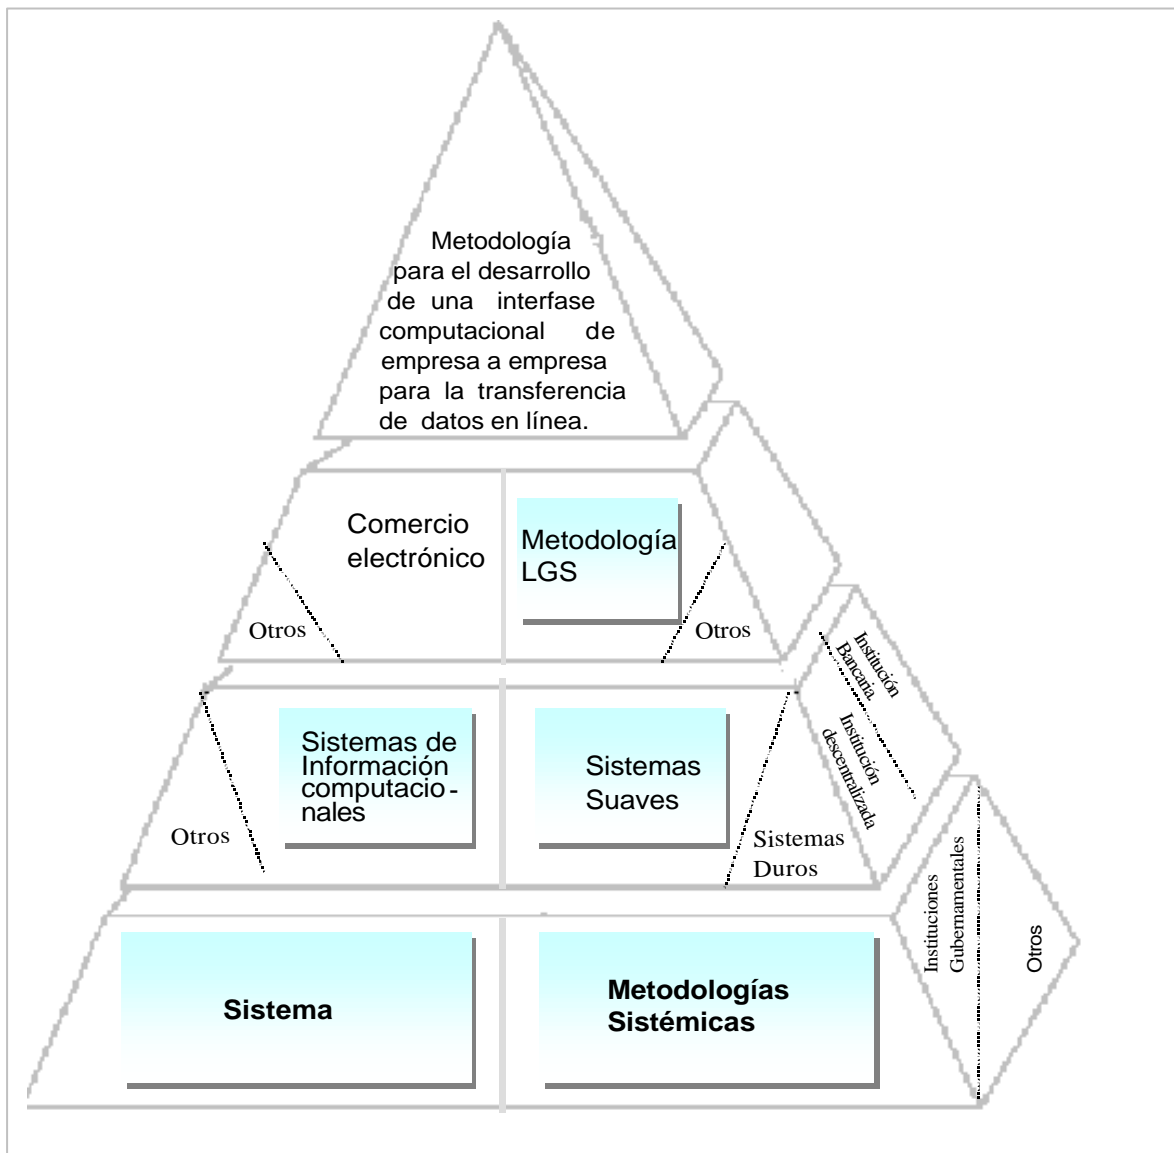 Metodología
para el desarrollo
de una interfase
computacional de
empresa a empresa
para la transferencia
de datos en línea.
Comercio
electrónico
Metodología
LGS
Otros
Otros
Institución
Bancaria
Institución
descentralizada
Sistemas de
Información
computacio-
nales
Sistemas
Suaves
Otros
Sistemas
Duros
Instituciones
Gubernamentales
Otros
Sistema
Metodologías
Sistémicas